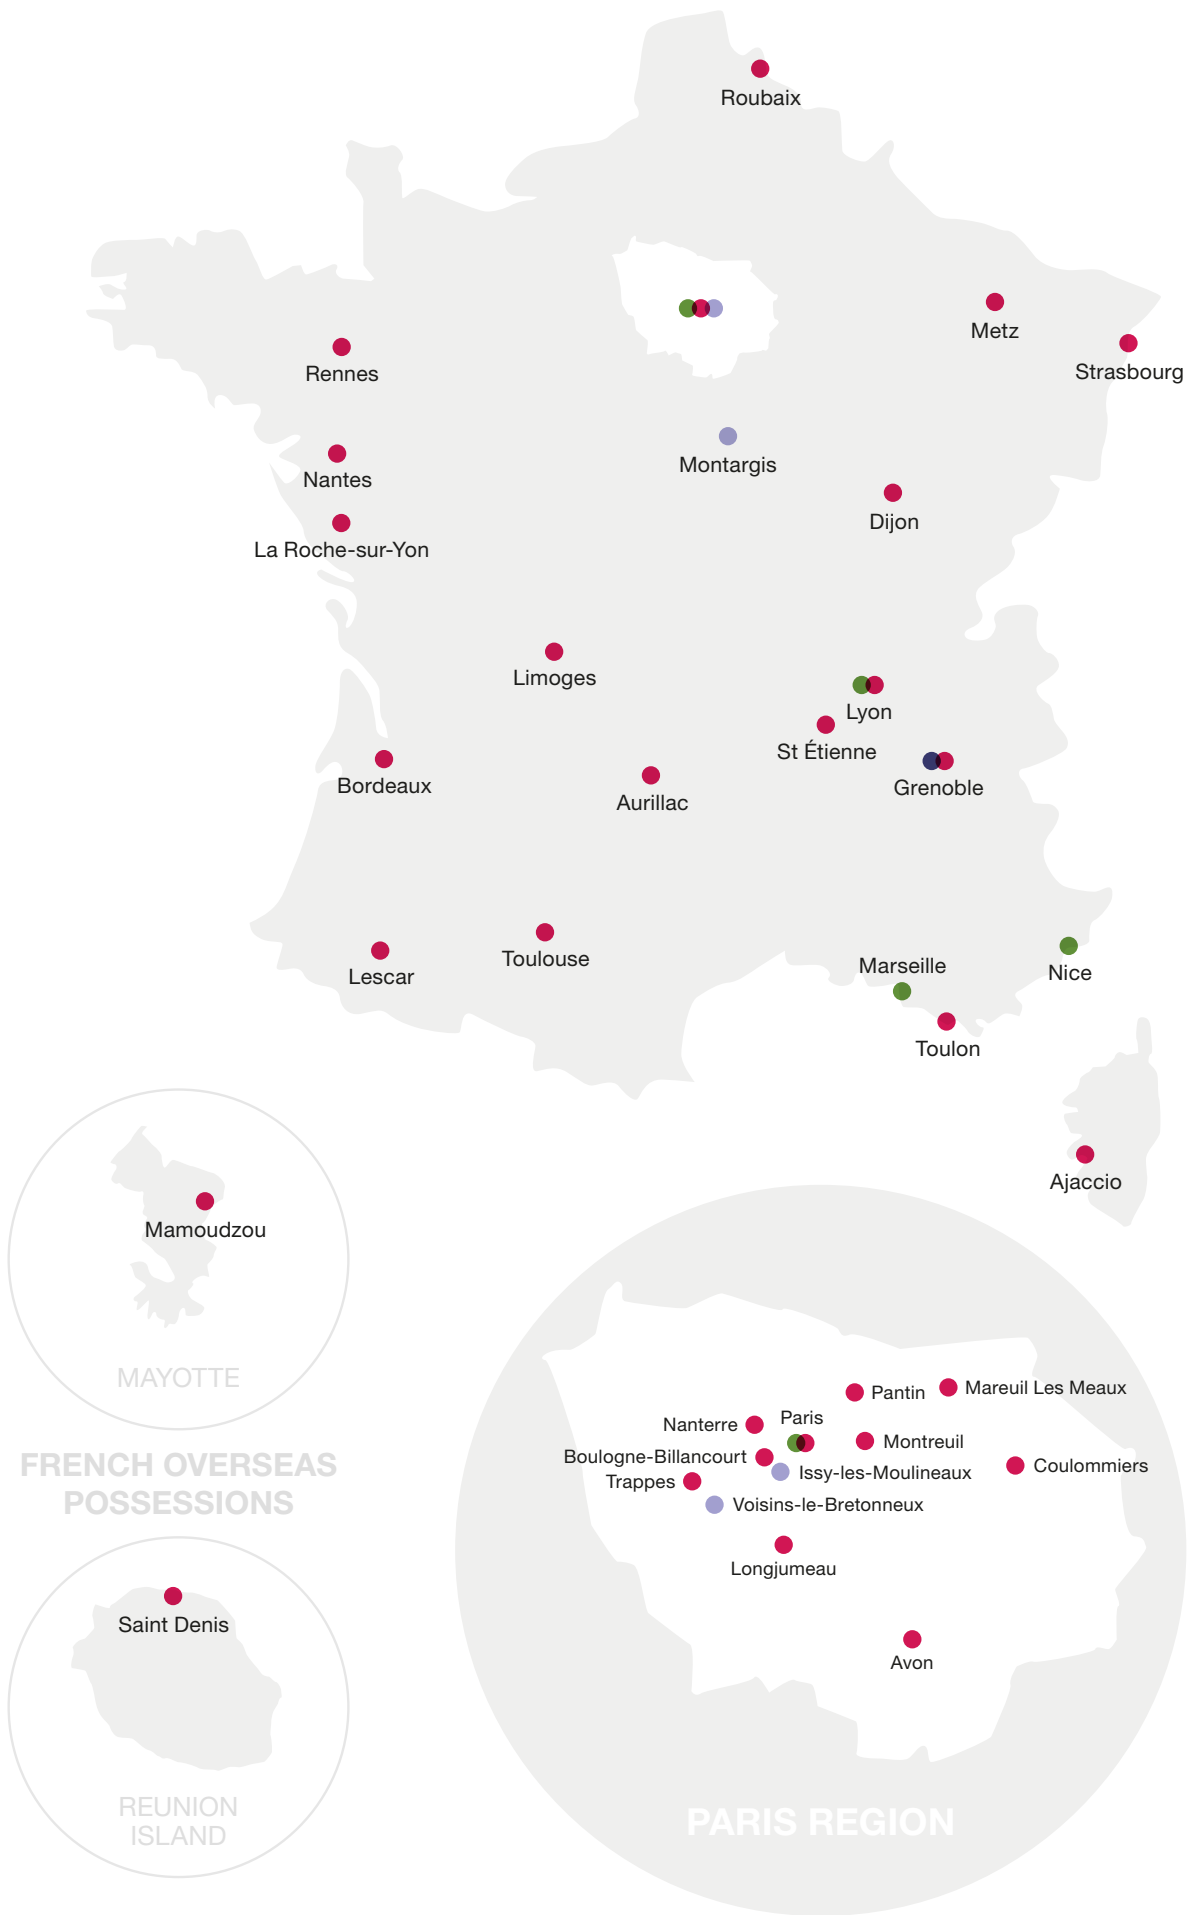 Roubaix
Metz
Strasbourg
Rennes
Montargis
Nantes
Dijon
La Roche-sur-Yon
Limoges
Lyon
St Étienne
Bordeaux
Grenoble
Aurillac
Toulouse
Marseille
Lescar
Nice
Toulon
Ajaccio
Mamoudzou
MAYOTTE
FRENCH OVERSEAS
POSSESSIONS
Saint Denis
REUNION
ISLAND
Pantin
Mareuil Les Meaux
Nanterre
Paris
Montreuil
Boulogne-Billancourt
Issy-les-Moulineaux
Coulommiers
Trappes
Voisins-le-Bretonneux
Longjumeau
Avon
PARIS REGION